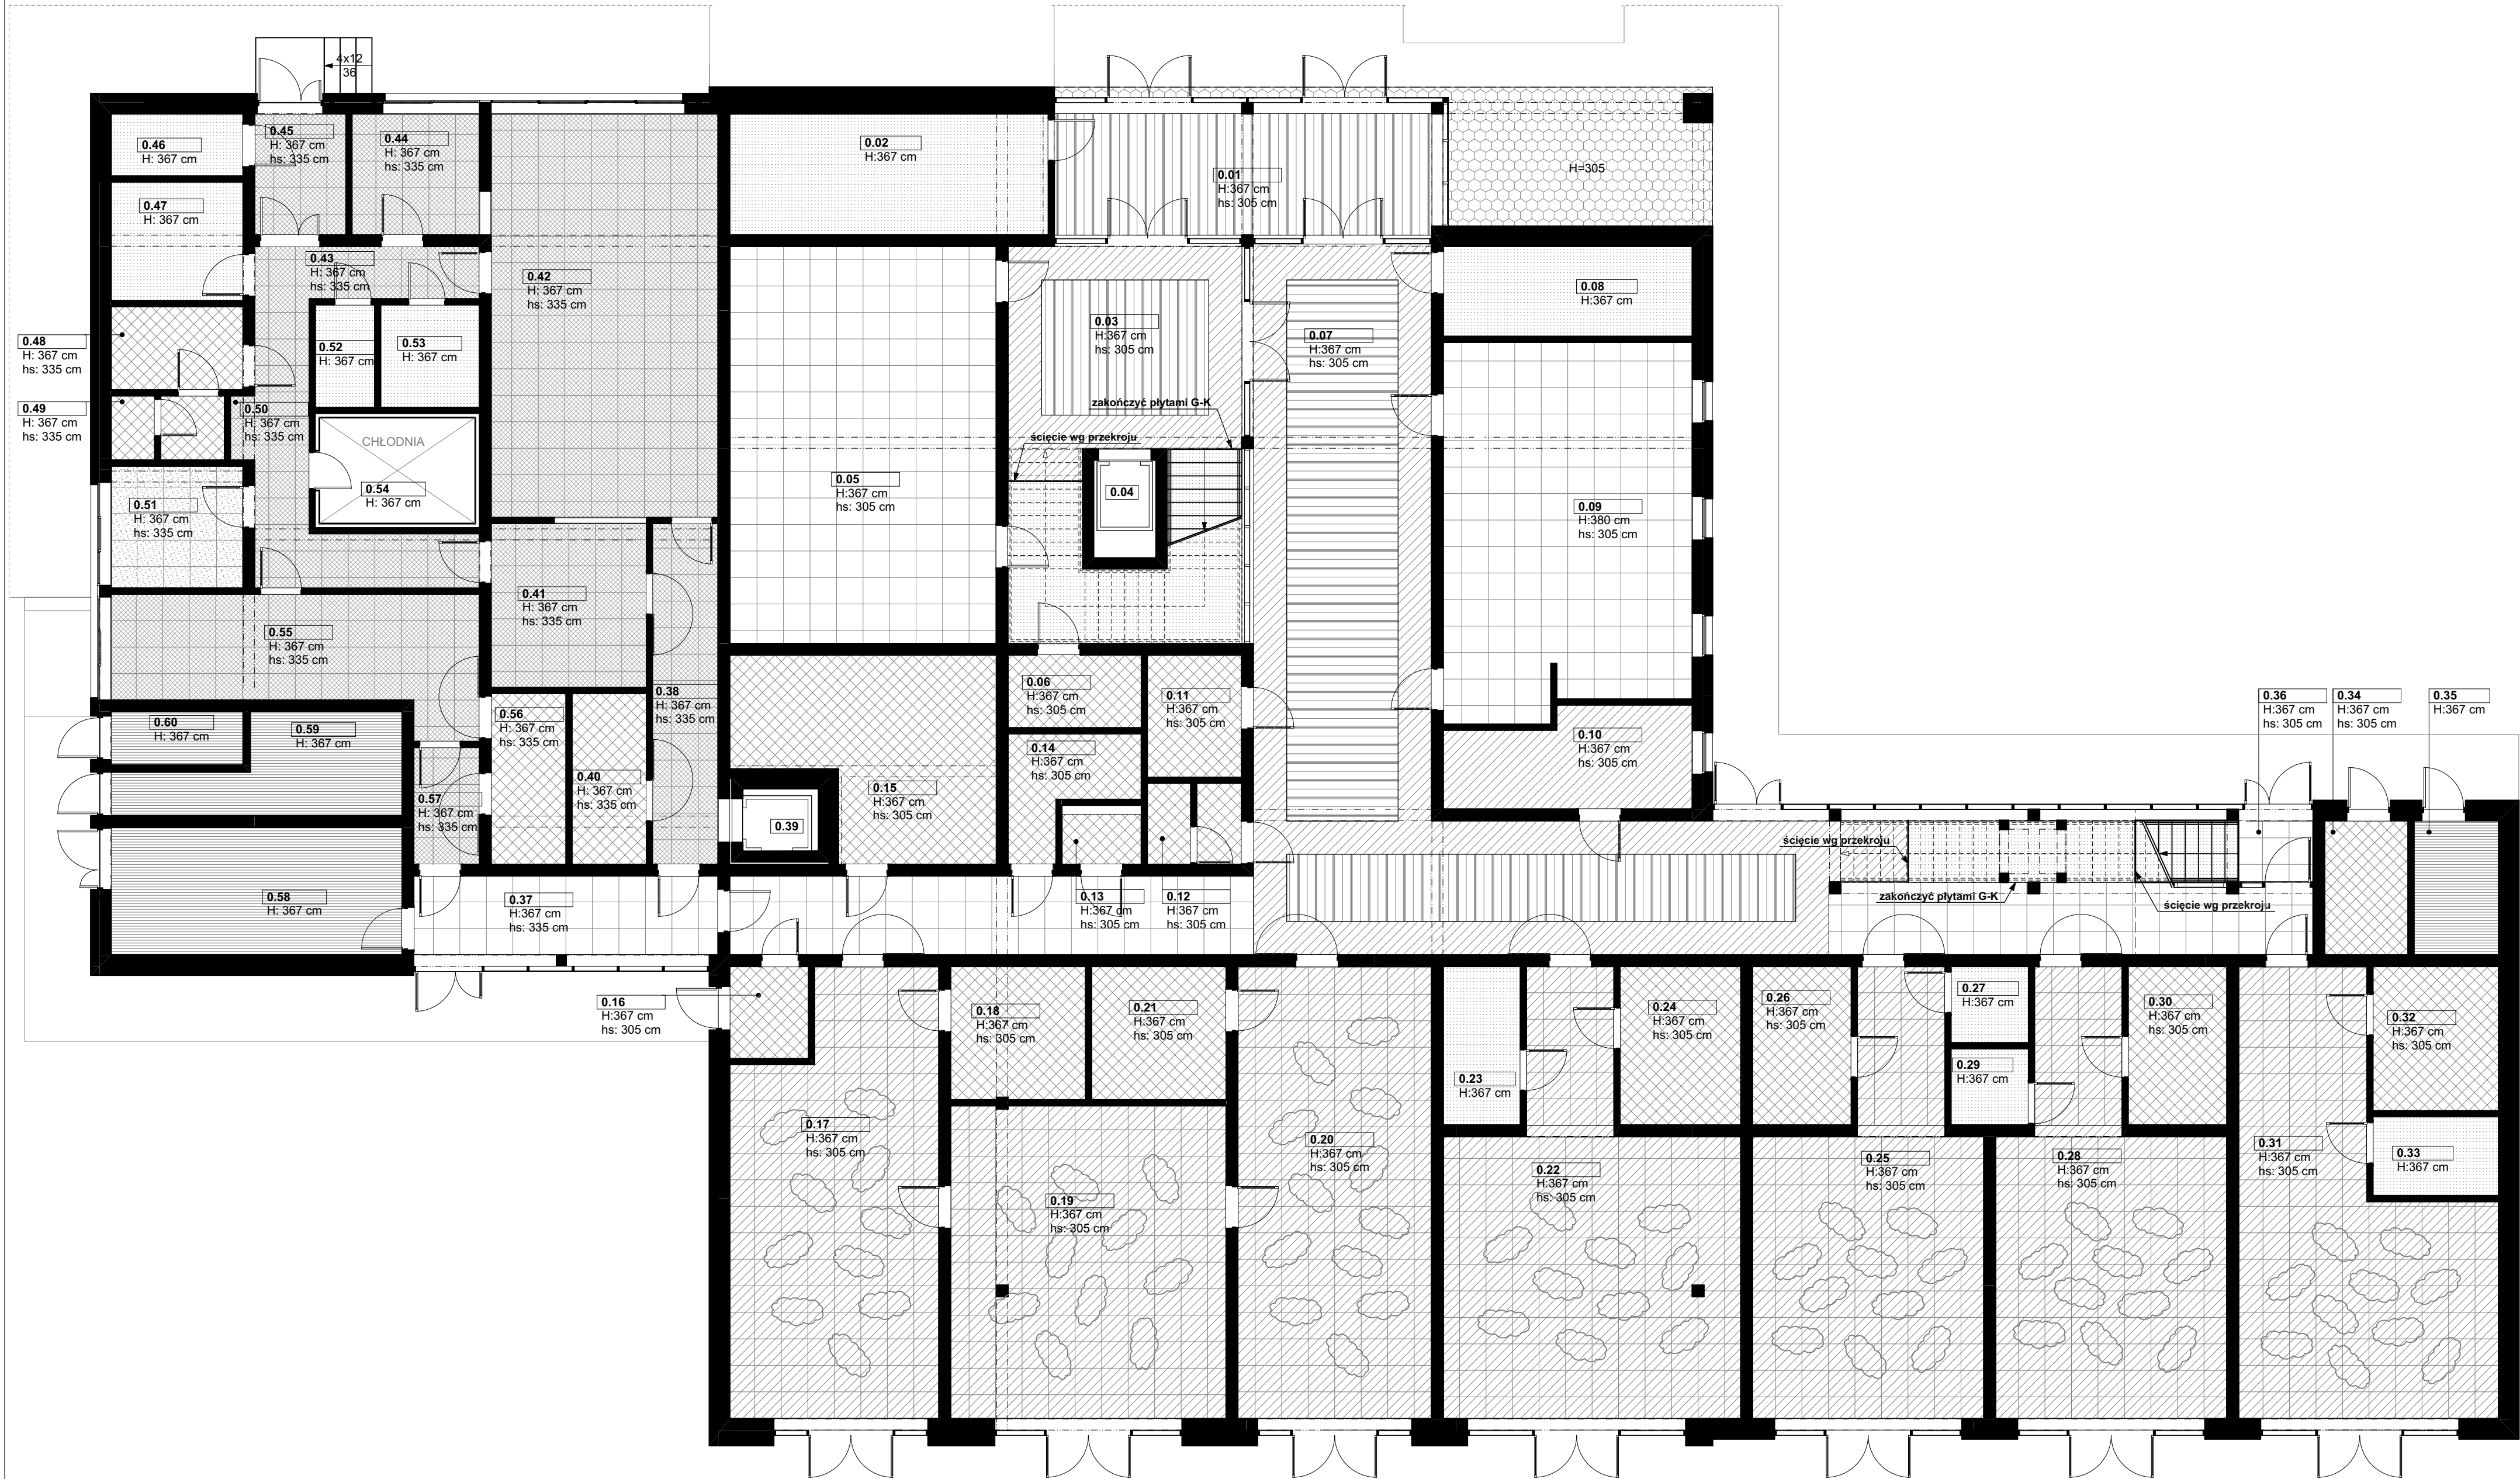 4x12
36
0.46
H: 367 cm
0.45
H: 367 cm
hs: 335 cm
0.44
H: 367 cm
hs: 335 cm
0.02
H:367 cm
0.01
H:367 cm
hs: 305 cm
H=305
0.47
H: 367 cm
0.43
H: 367 cm
hs: 335 cm
0.42
H: 367 cm
hs: 335 cm
0.08
H:367 cm
0.48
H: 367 cm
hs: 335 cm
0.52
H: 367 cm
0.53
H: 367 cm
0.03
H:367 cm
hs: 305 cm
0.07
H:367 cm
hs: 305 cm
zakończyć płytami G-K
0.49
H: 367 cm
hs: 335 cm
0.50
H: 367 cm
hs: 335 cm
CHŁODNIA
ścięcie wg przekroju
0.54
H: 367 cm
0.05
H:367 cm
hs: 305 cm
0.04
0.51
H: 367 cm
hs: 335 cm
0.09
H:380 cm
hs: 305 cm
0.41
H: 367 cm
hs: 335 cm
0.55
H: 367 cm
hs: 335 cm
0.38
H: 367 cm
hs: 335 cm
0.06
H:367 cm
hs: 305 cm
0.11
H:367 cm
hs: 305 cm
0.36
H:367 cm
hs: 305 cm
0.34
H:367 cm
hs: 305 cm
0.35
H:367 cm
0.60
H: 367 cm
0.59
H: 367 cm
0.56
H: 367 cm
hs: 335 cm
0.40
H: 367 cm
hs: 335 cm
0.14
H:367 cm
hs: 305 cm
0.10
H:367 cm
hs: 305 cm
0.57
H: 367 cm
hs: 335 cm
0.39
0.15
H:367 cm
hs: 305 cm
ścięcie wg przekroju
0.58
H: 367 cm
0.37
H:367 cm
hs: 335 cm
0.13
H:367 cm
hs: 305 cm
0.12
H:367 cm
hs: 305 cm
zakończyć płytami G-K
ścięcie wg przekroju
0.16
H:367 cm
hs: 305 cm
0.18
H:367 cm
hs: 305 cm
0.21
H:367 cm
hs: 305 cm
0.24
H:367 cm
hs: 305 cm
0.26
H:367 cm
hs: 305 cm
0.27
H:367 cm
0.30
H:367 cm
hs: 305 cm
0.32
H:367 cm
hs: 305 cm
0.23
H:367 cm
0.29
H:367 cm
0.17
H:367 cm
hs: 305 cm
0.20
H:367 cm
hs: 305 cm
0.31
H:367 cm
hs: 305 cm
0.33
H:367 cm
0.19
H:367 cm
hs: 305 cm
0.22
H:367 cm
hs: 305 cm
0.25
H:367 cm
hs: 305 cm
0.28
H:367 cm
hs: 305 cm